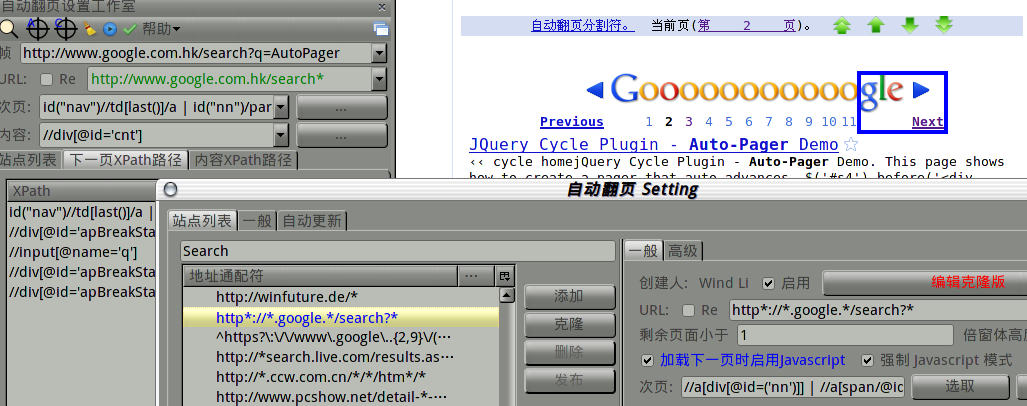 自动翻页设置工作室
A C 帮助
帧 http://www.google.com.hk/search?q=AutoPager
URL: Re http://www.google.com.hk/search*
次页: id("nav")//td[last()]/a | id("nn")/par ...
内容: //div[@id='cnt'] ...
站点列表 下一页XPath路径 内容XPath路径
XPath
id("nav")//td[last()]/a |
//div[@id='apBreakSta
//input[@name='q']
//div[@id='apBreakSta
//div[@id='apBreakSta
自动翻页分割符。 当前页(第 2 页)。
Goooooooooooogle
Previous 1 2 3 4 5 6 7 8 9 10 11 Next
JQuery Cycle Plugin - Auto-Pager Demo
‹‹ cycle homejQuery Cycle Plugin - Auto-Pager Demo. This page shows
how to create a pager that auto-advances. $('#s4').before('<div
自动翻页 Setting
站点列表 一般 自动更新
Search
地址通配符 ...
http://winfuture.de/*
http*://*.google.*/search?*
^https?\:\/\/www\.google\..{2,9}\/(···
http://*search.live.com/results.as···
http://*.ccw.com.cn/*/*/htm*/*
http://www.pcshow.net/detail-*-···
添加
克隆
删除
发布
一般 高级
创建人: Wind Li 启用 编辑克隆版
URL: Re http*://*.google.*/search?*
剩余页面小于 1 倍窗体高度
加载下一页时启用Javascript 强制 Javascript 模式
次页: //a[div[@id=('nn')]] | //a[span/@id 选取